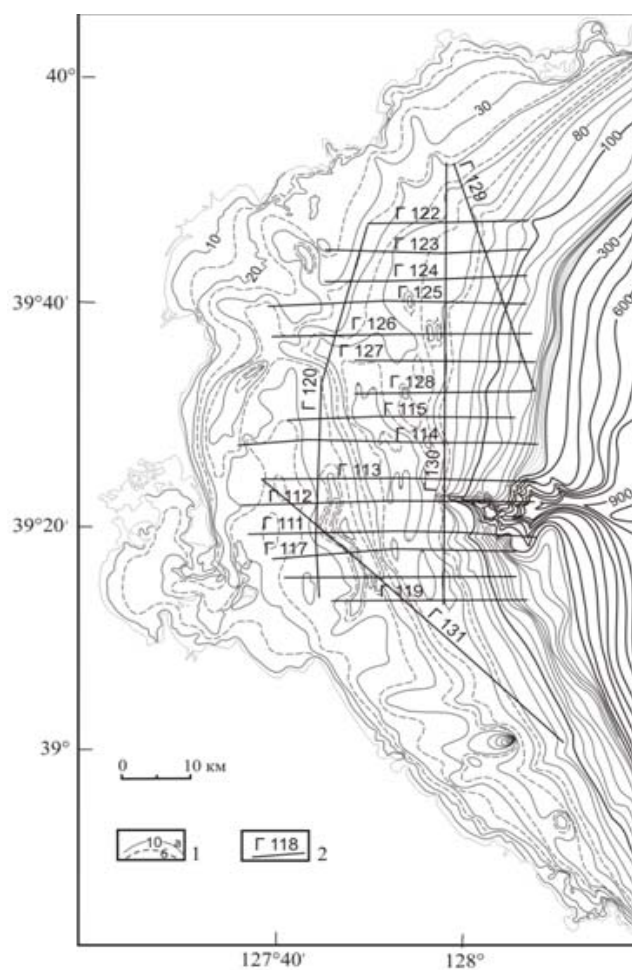 40°
30
80
100
Г 129
Г 122
10
Г 123
300
20
Г 124
Г 125
39°40'
600
Г 126
Г 127
Г 120
Г 128
Г 115
Г 114
Г 130
Г 113
Г 112
900
39°20'
Г 111
Г 117
Г 119
Г 131
39°
0 10 км
10 а
б 1
Г 118 2
127°40' 128°